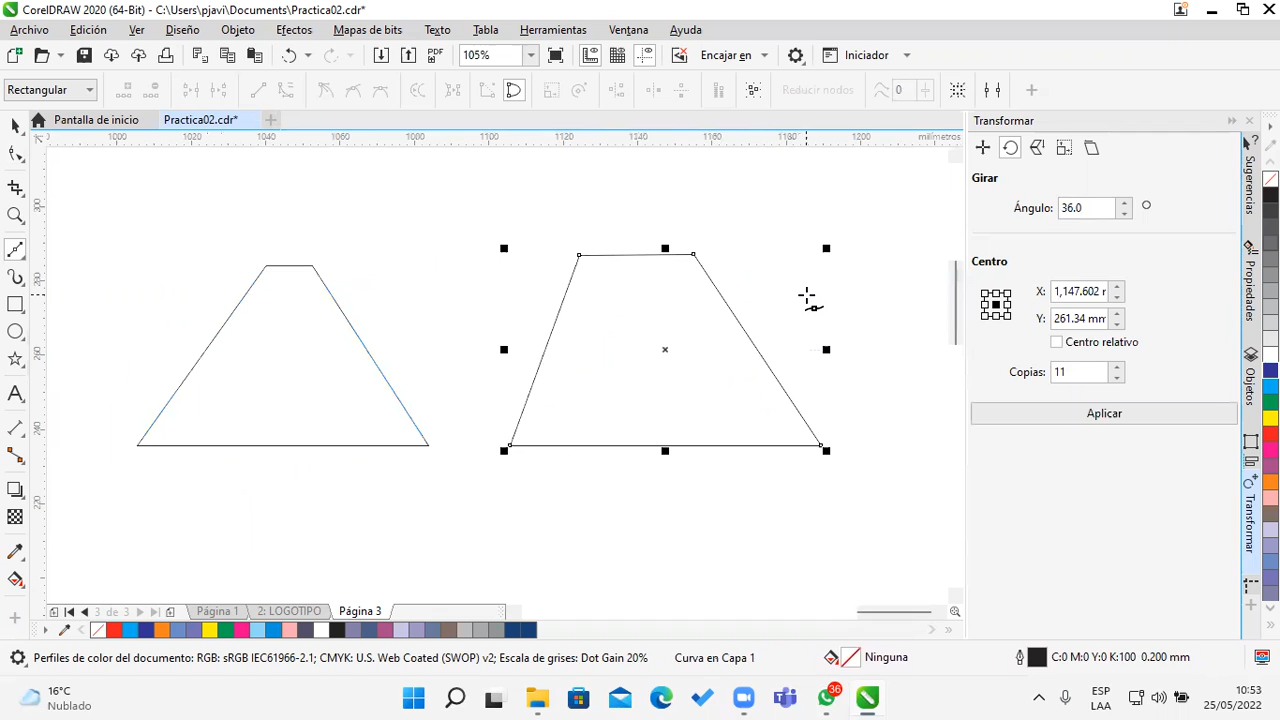 CorelDRAW 2020 (64-Bit) - C:\Users\pjavi\Documents\Practica02.cdr*
Archivo Edición Ver Diseño Objeto Efectos Mapas de bits Texto Tabla Herramientas Ventana Ayuda
PDF 105% Encajar en Iniciador
Rectangular Reducir nodos 0
Pantalla de inicio Practica02.cdr*
1000 1020 1040 1060 1080 1100 1120 1140 1160 1180 1200 milímetros
300
280
260
240
220
Transformar
Girar
Ángulo: 36.0
Centro
X: 1,147.602 r
Y: 261.34 mm
Centro relativo
Copias: 11
Aplicar
Sugerencias
Propiedades
Objetos
Transformar
3 de 3 Página 1 2: LOGOTIPO Página 3
Perfiles de color del documento: RGB: sRGB IEC61966-2.1; CMYK: U.S. Web Coated (SWOP) v2; Escala de grises: Dot Gain 20% Curva en Capa 1 Ninguna C:0 M:0 Y:0 K:100 0.200 mm
16°C
Nublado
36
ESP
LAA
10:53
25/05/2022